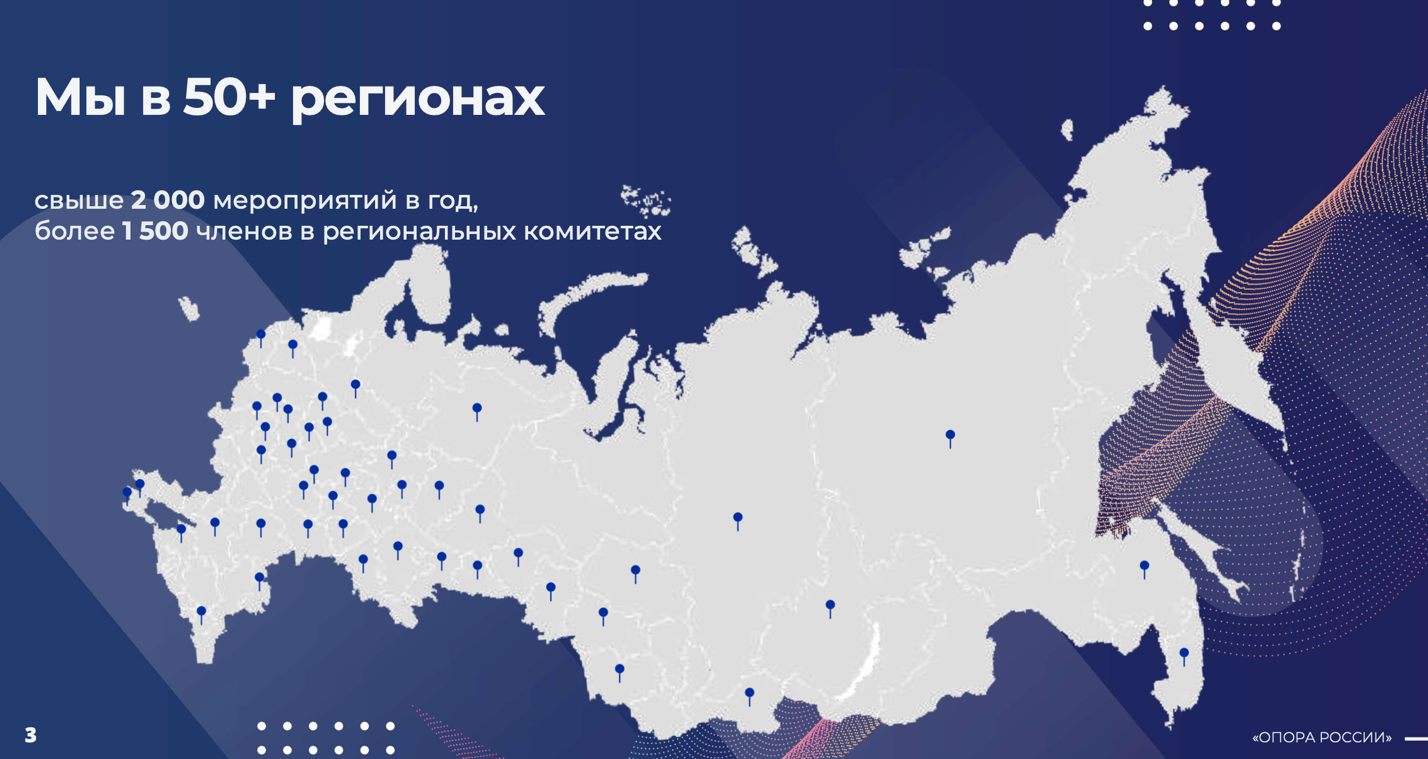 Мы в 50+ регионах
свыше 2 000 мероприятий в год,
более 1 500 членов в региональных комитетах
3
«ОПОРА РОССИИ»